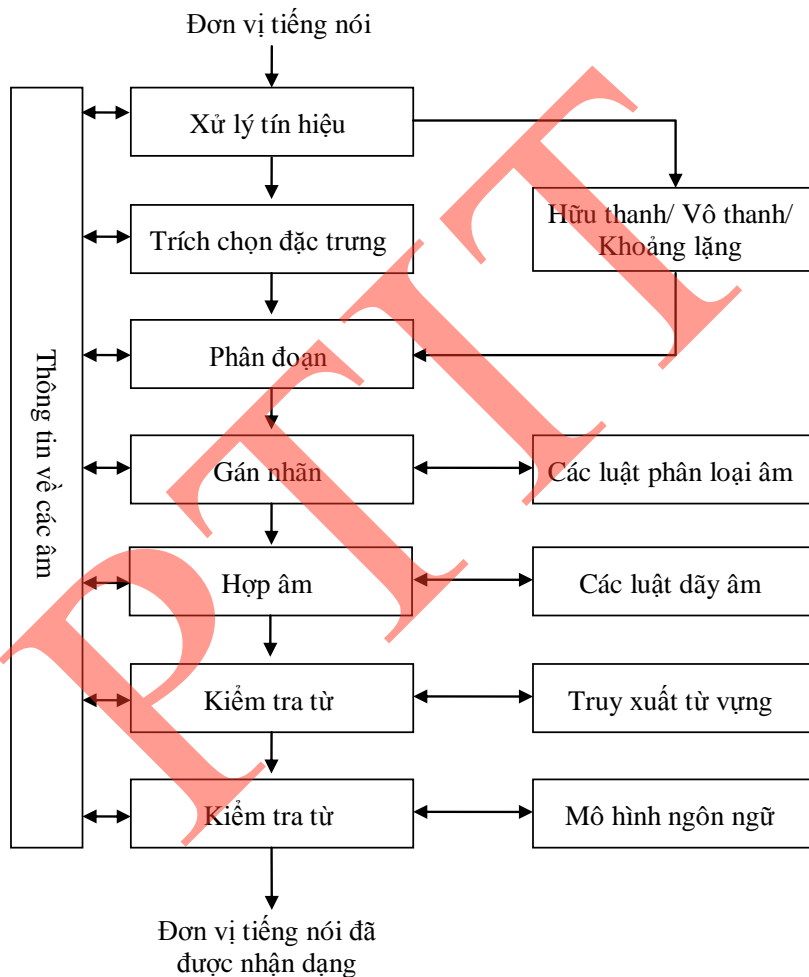 Đơn vị tiếng nói
Xử lý tín hiệu
Hữu thanh/ Vô thanh/
Khoảng lặng
Trích chọn đặc trưng
Phân đoạn
Thông tin về các âm
Gán nhãn
Các luật phân loại âm
Hợp âm
Các luật dãy âm
Kiểm tra từ
Truy xuất từ vựng
Kiểm tra từ
Mô hình ngôn ngữ
Đơn vị tiếng nói đã
được nhận dạng
PTIT